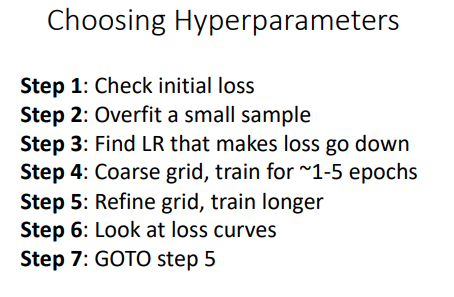 Choosing Hyperparameters
Step 1: Check initial loss
Step 2: Overfit a small sample
Step 3: Find LR that makes loss go down
Step 4: Coarse grid, train for ~1-5 epochs
Step 5: Refine grid, train longer
Step 6: Look at loss curves
Step 7: GOTO step 5